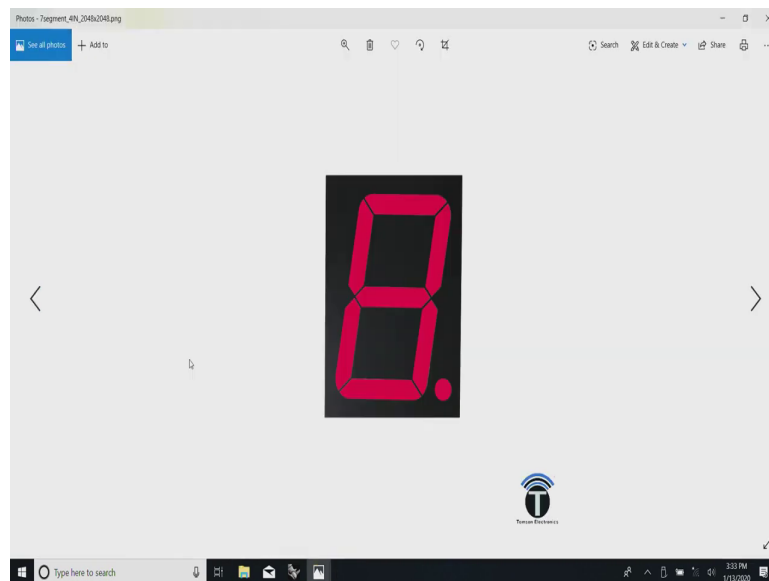 Photos - 7segment_4IN_2048x2048.png
See all photos
Add to
Search
Edit & Create
Share
8.
T
Tomson Electronics
Type here to search
3:33 PM
1/13/2020